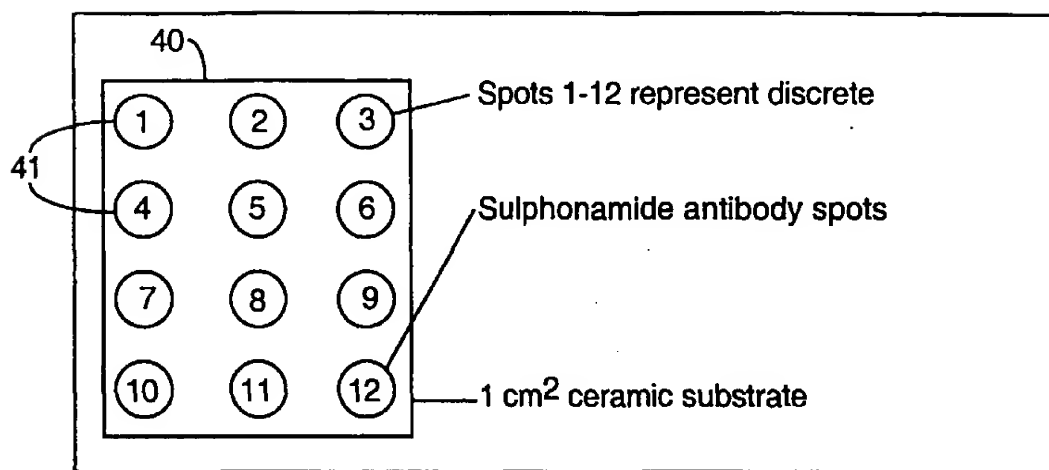 40
1 2 3 Spots 1-12 represent discrete
41
4 5 6 Sulphonamide antibody spots
7 8 9
10 11 12 1 cm² ceramic substrate